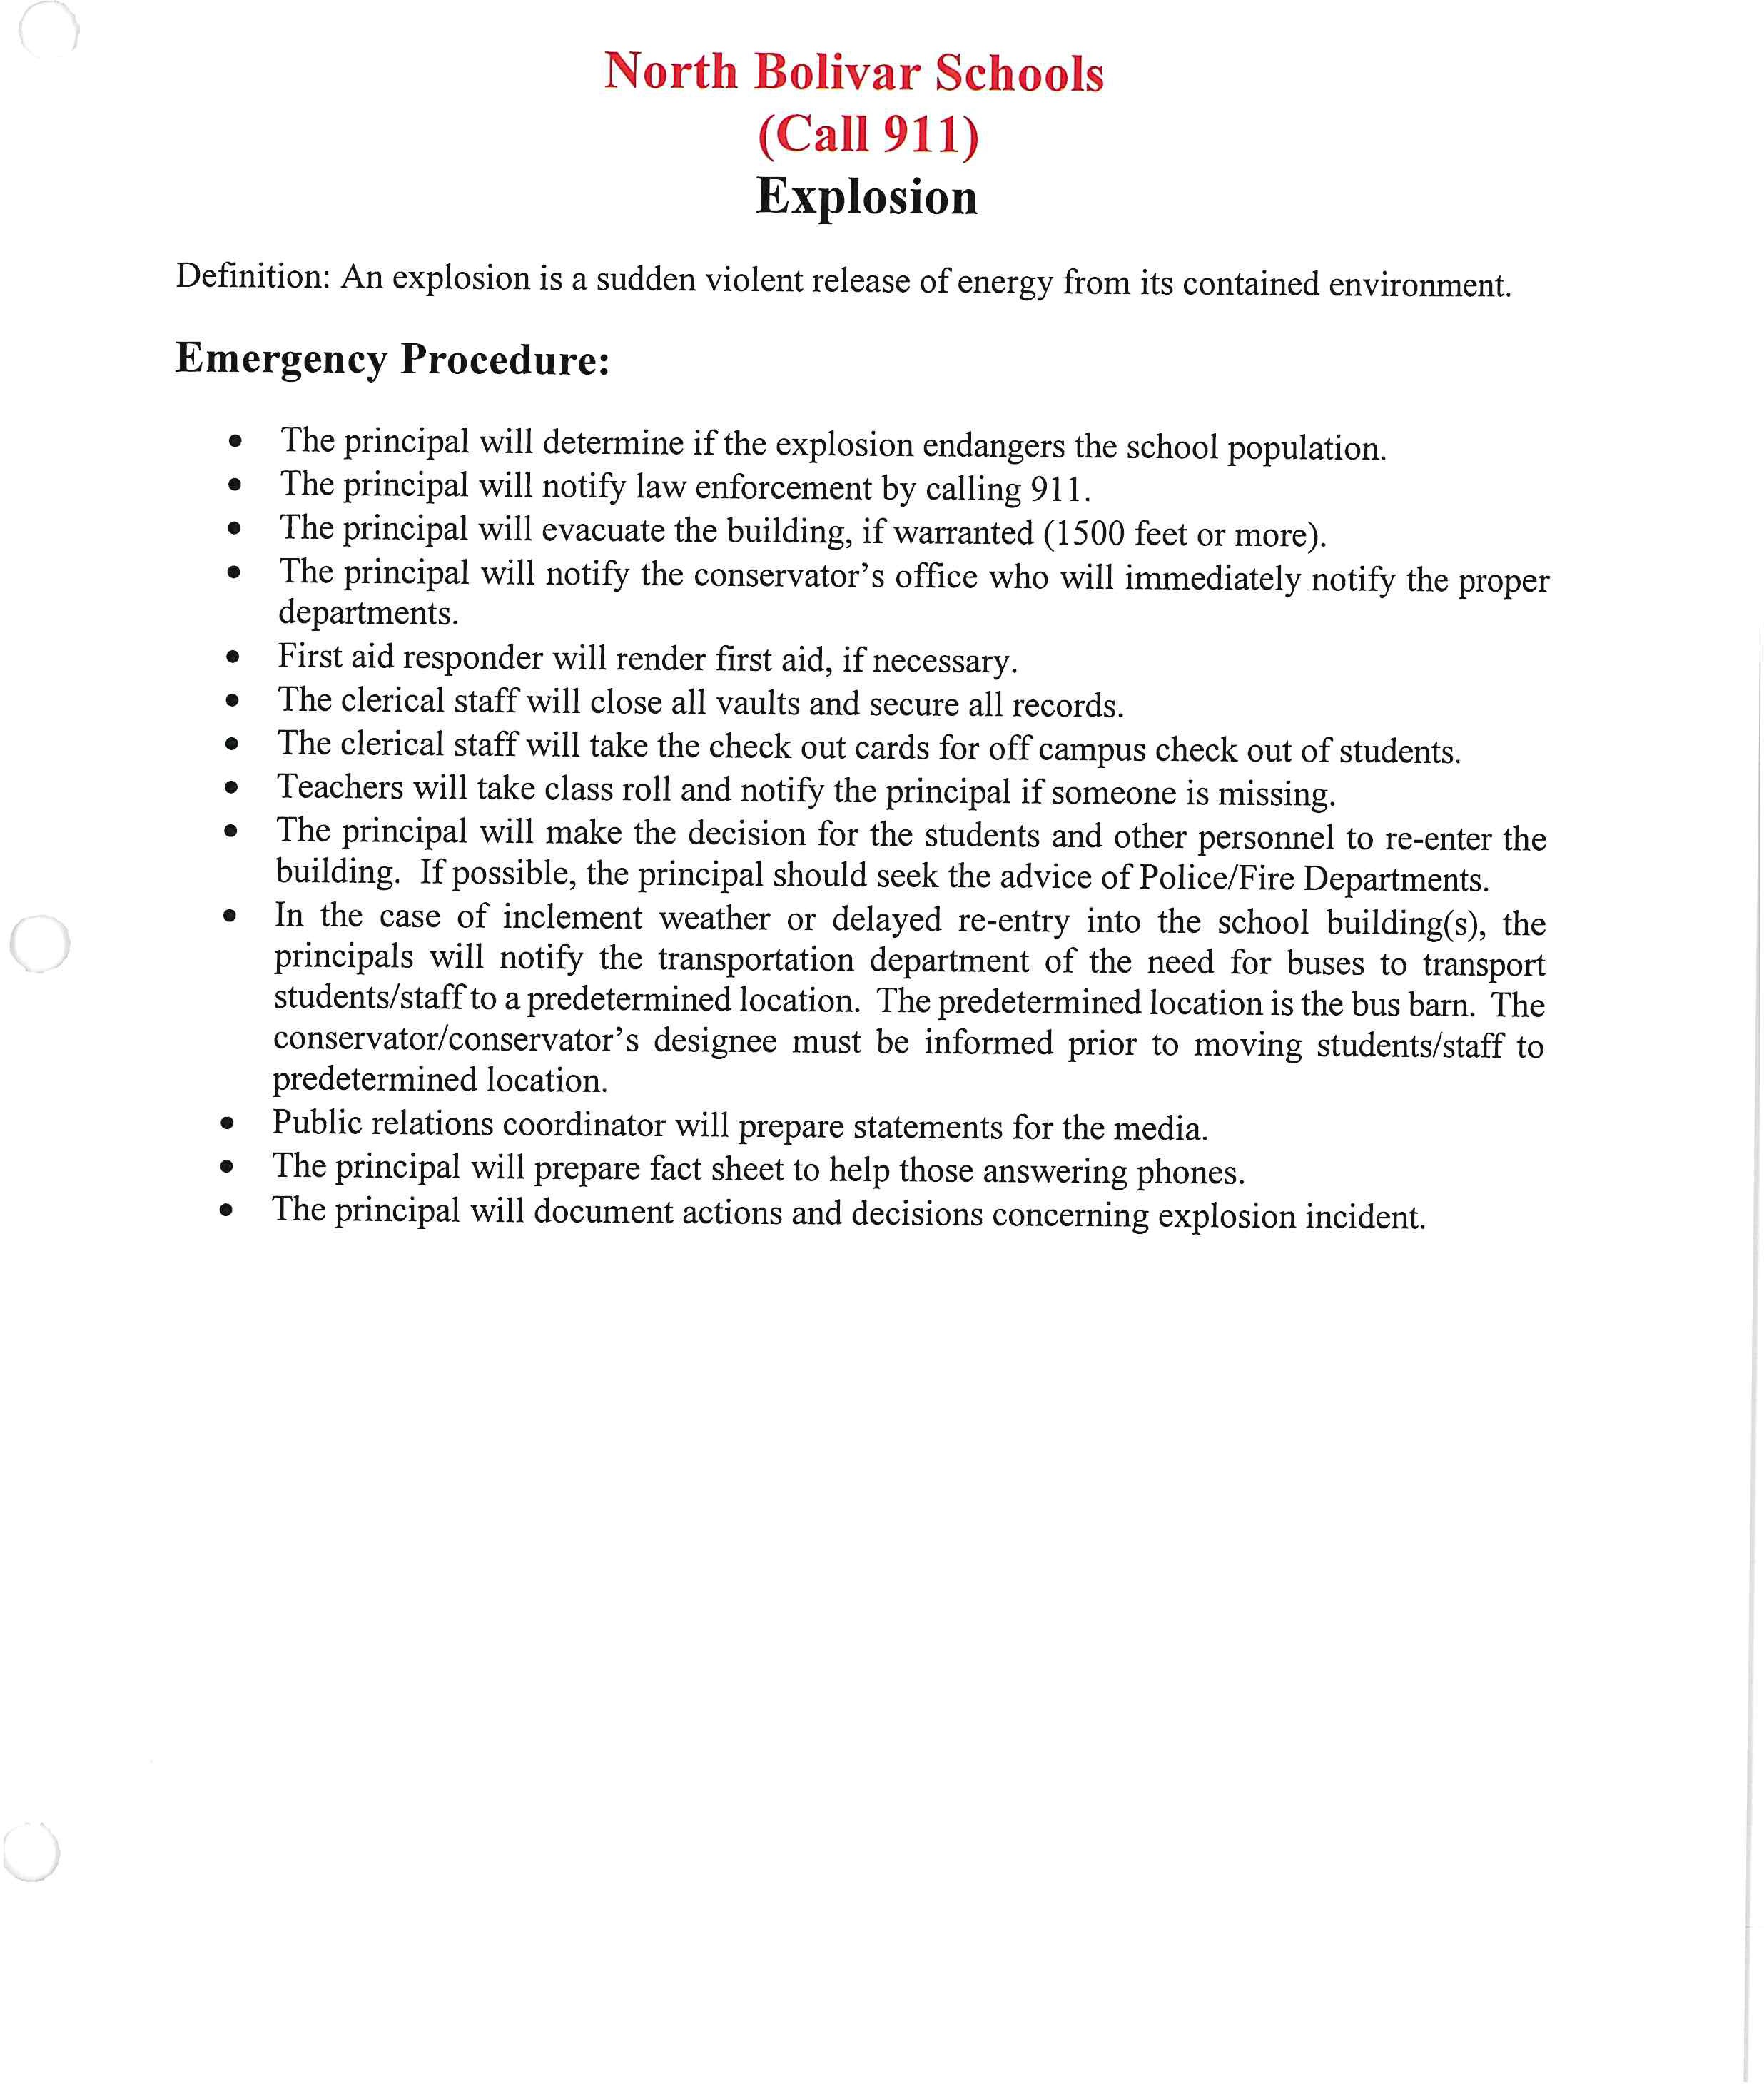 North Bolivar Schools
(Call 911)
Explosion
Definition: An explosion is a sudden violent release of energy from its contained environment.
Emergency Procedure:
• The principal will determine if the explosion endangers the school population.
• The principal will notify law enforcement by calling 911.
• The principal will evacuate the building, if warranted (1500 feet or more).
• The principal will notify the conservator's office who will immediately notify the proper
departments.
• First aid responder will render first aid, if necessary.
• The clerical staff will close all vaults and secure all records.
• The clerical staff will take the check out cards for off campus check out of students.
• Teachers will take class roll and notify the principal if someone is missing.
• The principal will make the decision for the students and other personnel to re-enter the
building. If possible, the principal should seek the advice of Police/Fire Departments.
• In the case of inclement weather or delayed re-entry into the school building(s), the
principals will notify the transportation department of the need for buses to transport
students/staff to a predetermined location. The predetermined location is the bus barn. The
conservator/conservator's designee must be informed prior to moving students/staff to
predetermined location.
• Public relations coordinator will prepare statements for the media.
• The principal will prepare fact sheet to help those answering phones.
• The principal will document actions and decisions concerning explosion incident.